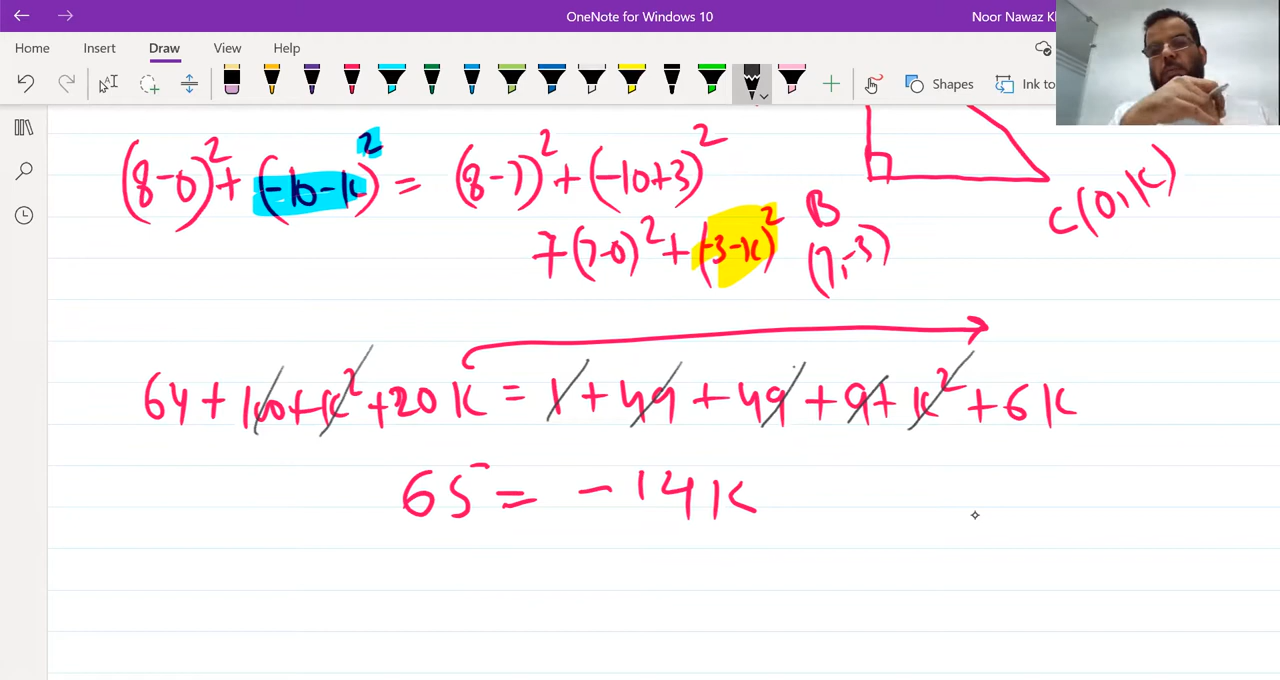 OneNote for Windows 10
Noor Nawaz Kh
Home Insert Draw View Help
Shapes
Ink to
(8-0)² + (-10-k)² = (8-7)² + (-10+3)²
7(7-0)² + (-3-k)²
B
(7,-3)
C(0,k)
64 + 100 + k² + 20k = 1 + 49 + 49 + 9 + k² + 6k
65 = -14k